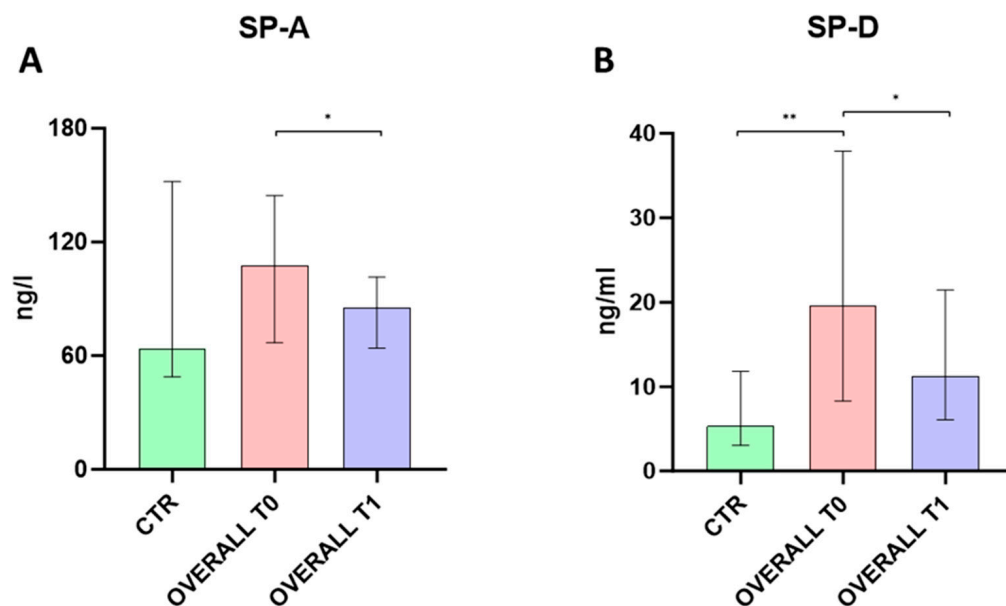 SP-A
A
*
180
120
60
0
ng/l
CTR
OVERALL T0
OVERALL T1
SP-D
B
**
*
40
30
20
10
0
ng/ml
CTR
OVERALL T0
OVERALL T1